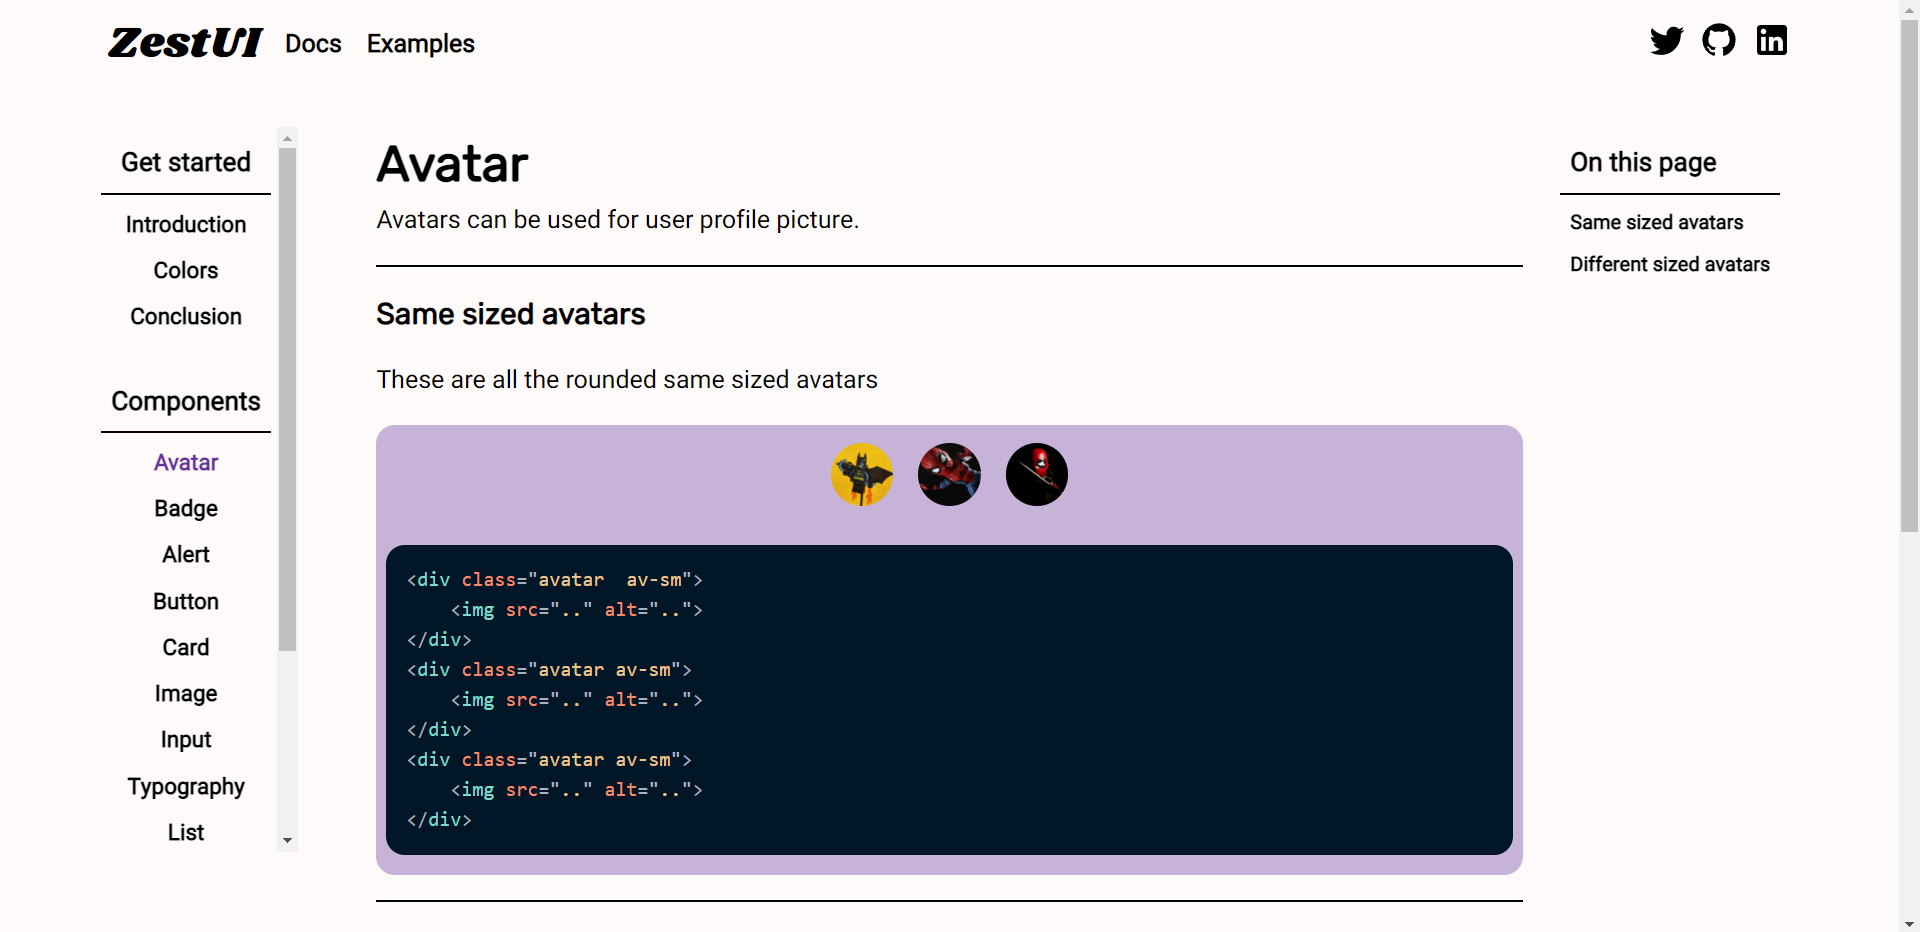 ZestUI Docs Examples
Get started
Introduction
Colors
Conclusion
Components
Avatar
Badge
Alert
Button
Card
Image
Input
Typography
List
Avatar
Avatars can be used for user profile picture.
Same sized avatars
These are all the rounded same sized avatars
<div class="avatar  av-sm">
    <img src=".." alt="..">
</div>
<div class="avatar av-sm">
    <img src=".." alt="..">
</div>
<div class="avatar av-sm">
    <img src=".." alt="..">
</div>
On this page
Same sized avatars
Different sized avatars